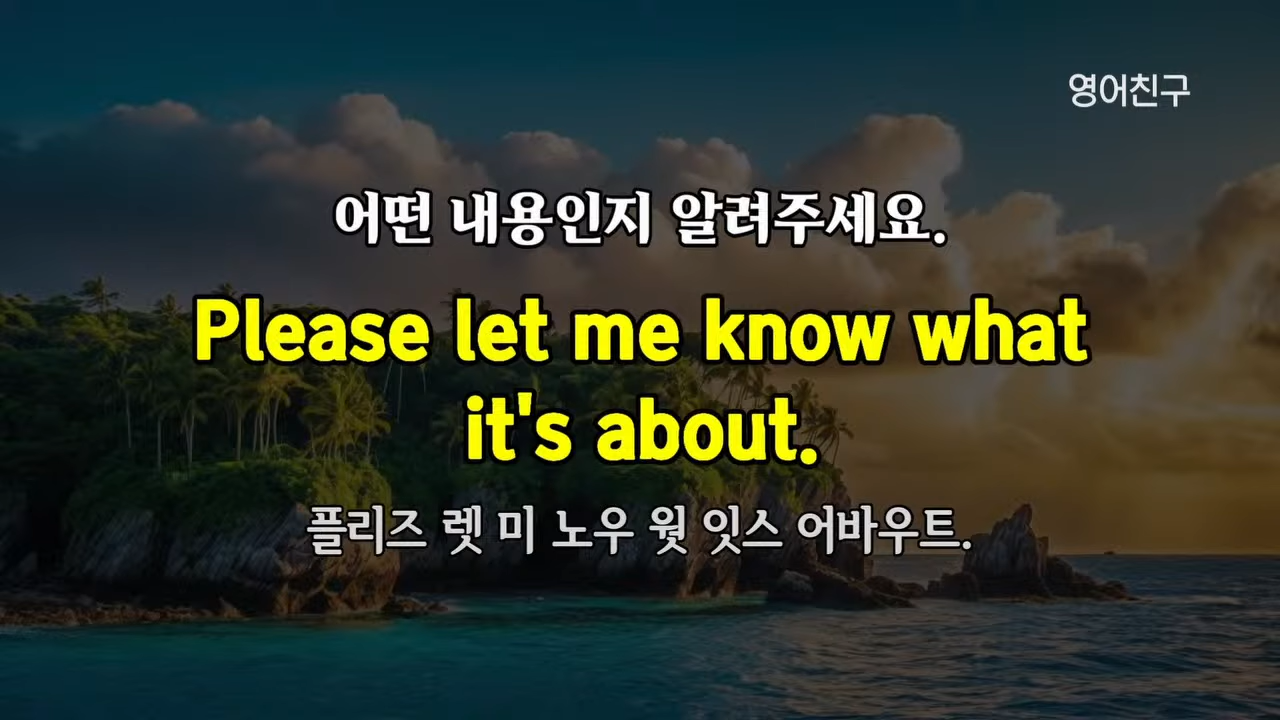 영어친구
어떤 내용인지 알려주세요.
Please let me know what
it's about.
플리즈 렛 미 노우 웟 잇스 어바우트.